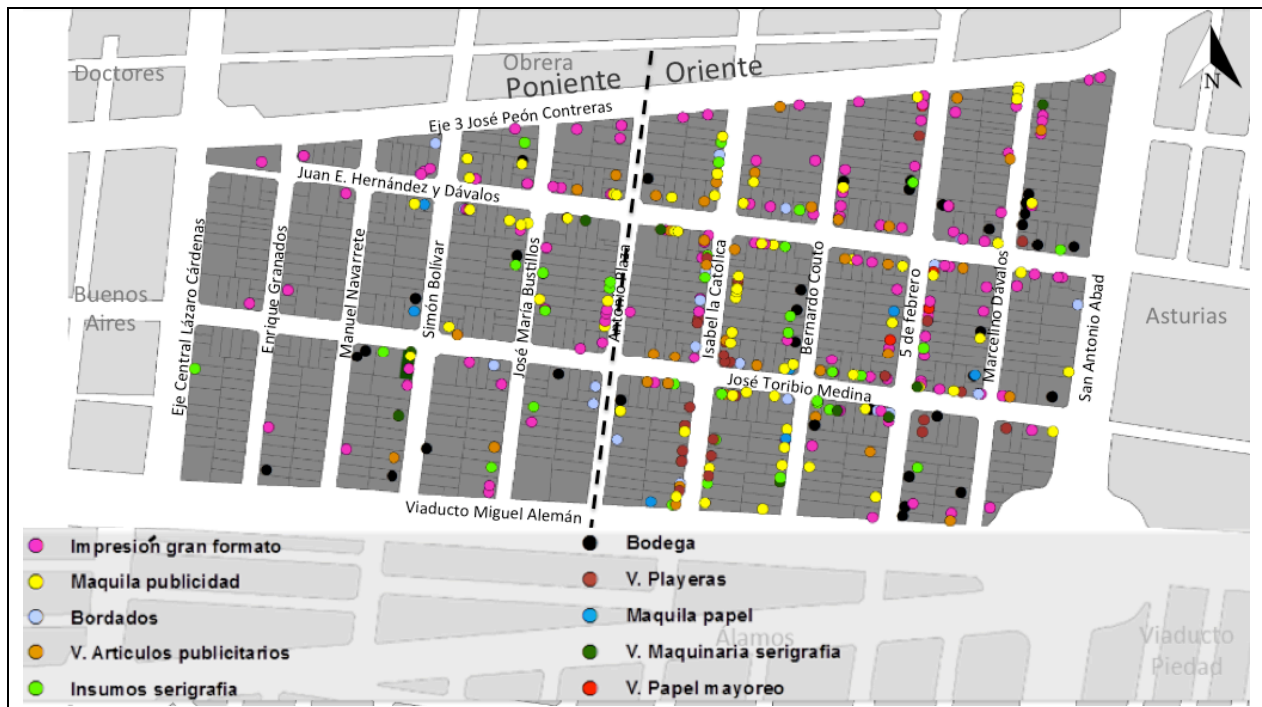 Doctores
Obrera
Poniente
Oriente
N
Eje 3 José Peón Contreras
Juan E. Hernández y Dávalos
Buenos
Aires
Eje Central Lázaro Cárdenas
Enrique Granados
Manuel Navarrete
Simón Bolívar
José María Bustillos
Antonio Plaza
Isabel la Católica
Bernardo Couto
5 de febrero
Marcelino Dávalos
San Antonio Abad
Asturias
José Toribio Medina
Viaducto Miguel Alemán
Impresión gran formato
Maquila publicidad
Bordados
V. Artículos publicitarios
Insumos serigrafia
Bodega
V. Playeras
Maquila papel
V. Maquinaria serigrafia
V. Papel mayoreo
Álamos
Viaducto
Piedad